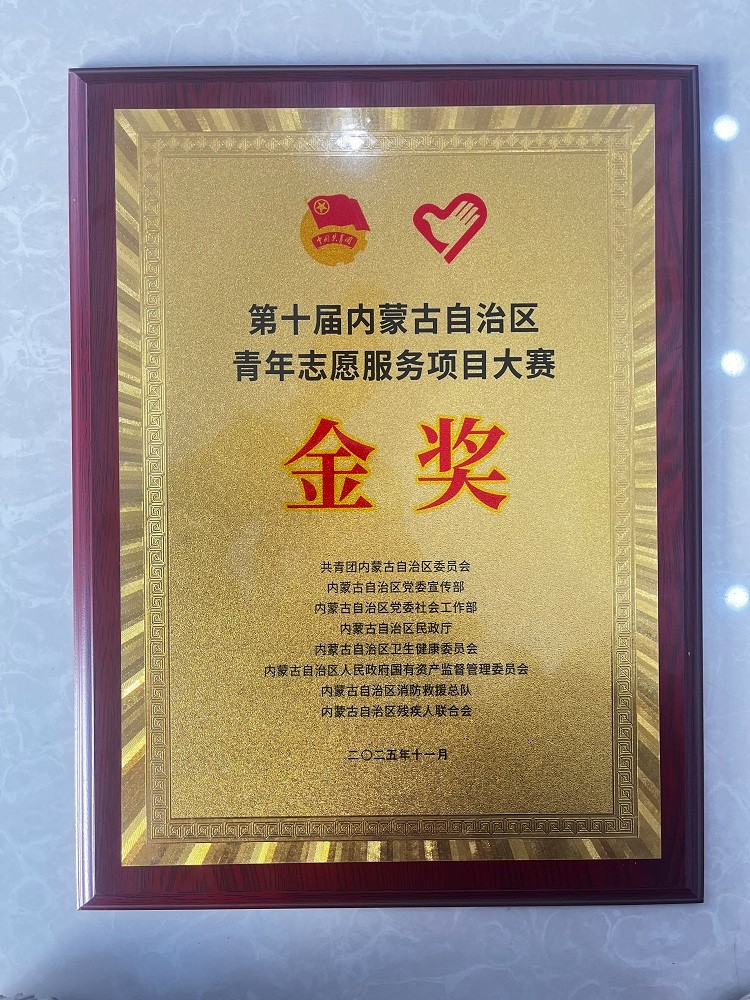 中国共青团
第十届内蒙古自治区
青年志愿服务项目大赛
金奖
共青团内蒙古自治区委员会
内蒙古自治区党委宣传部
内蒙古自治区党委社会工作部
内蒙古自治区民政厅
内蒙古自治区卫生健康委员会
内蒙古自治区人民政府国有资产监督管理委员会
内蒙古自治区消防救援总队
内蒙古自治区残疾人联合会
二〇二五年十一月